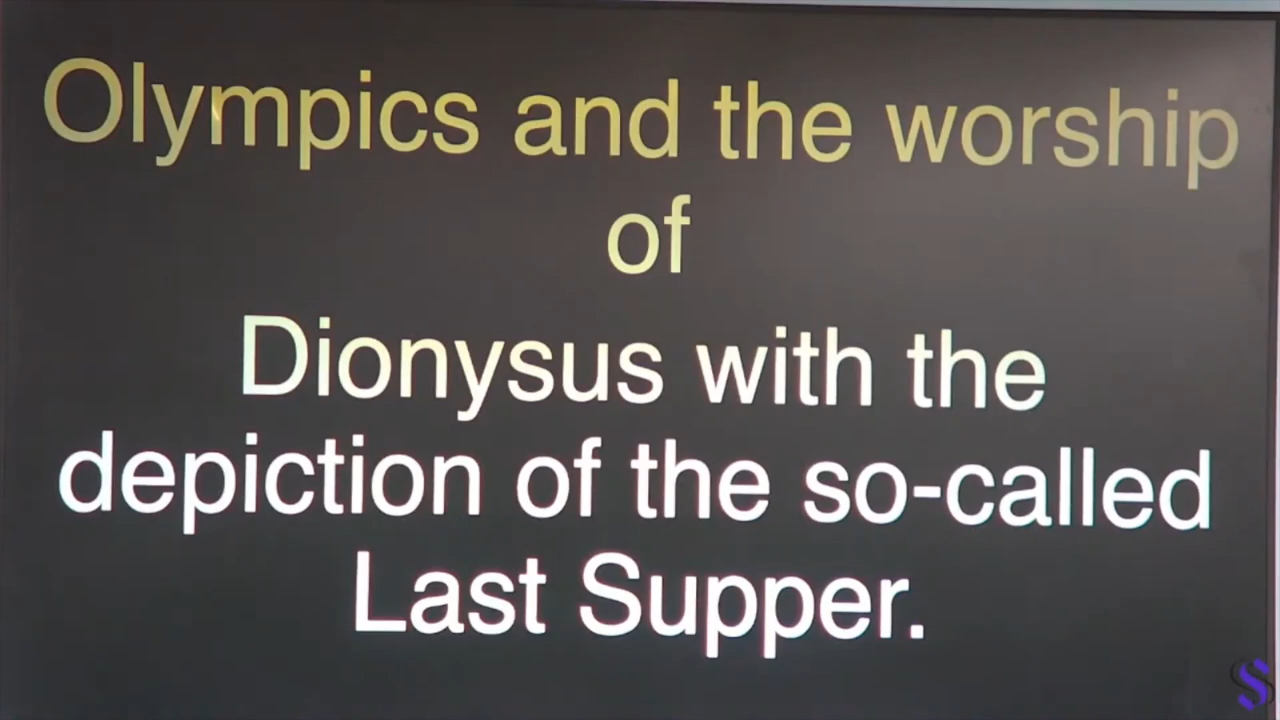 Olympics and the worship
of
Dionysus with the
depiction of the so-called
Last Supper.